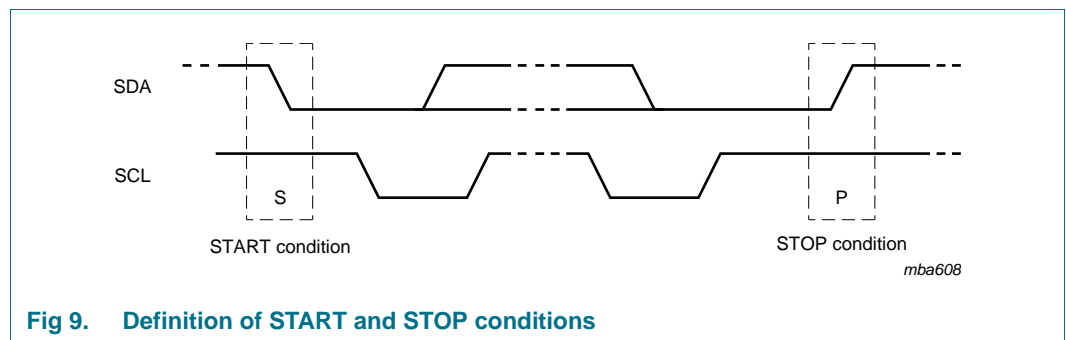 SDA
SCL
S
P
START condition
STOP condition
mba608
Fig 9. Definition of START and STOP conditions